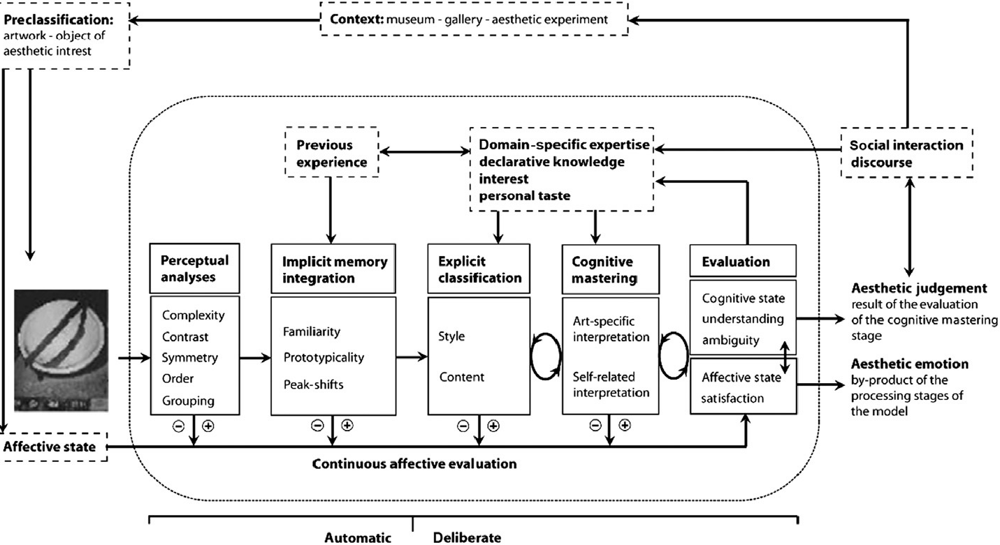 Preclassification:
artwork - object of
aesthetic intrest
Context: museum - gallery - aesthetic experiment
Previous
experience
Domain-specific expertise
declarative knowledge
interest
personal taste
Social interaction
discourse
Perceptual
analyses
Complexity
Contrast
Symmetry
Order
Grouping
Implicit memory
integration
Familiarity
Prototypicality
Peak-shifts
Explicit
classification
Style
Content
Cognitive
mastering
Art-specific
interpretation
Self-related
interpretation
Evaluation
Cognitive state
understanding
ambiguity
Affective state
satisfaction
Aesthetic judgement
result of the evaluation
of the cognitive mastering
stage
Aesthetic emotion
by-product of the
processing stages of
the model
− +
− +
− +
− +
Affective state
Continuous affective evaluation
Automatic
Deliberate